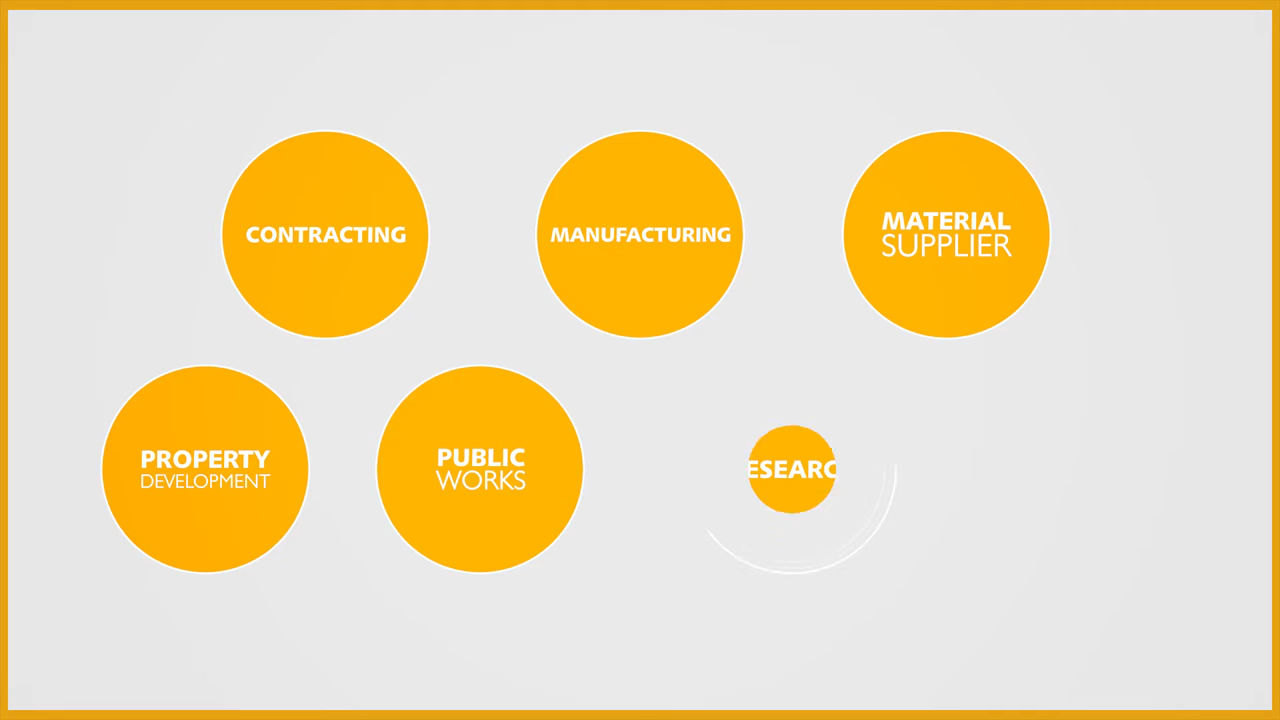 CONTRACTING
MANUFACTURING
MATERIAL
SUPPLIER
PROPERTY
DEVELOPMENT
PUBLIC
WORKS
ESEARC